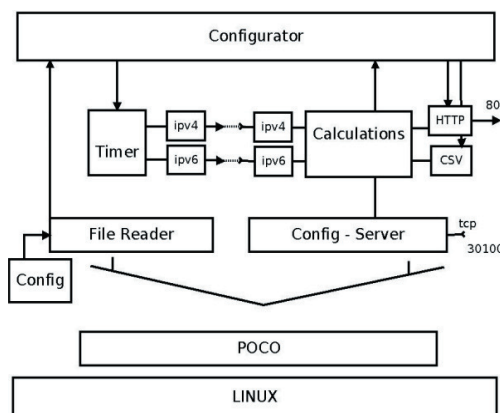 Configurator
Timer
ipv4
ipv4
ipv6
ipv6
Calculations
HTTP
80
CSV
File Reader
Config - Server
tcp
30100
Config
POCO
LINUX